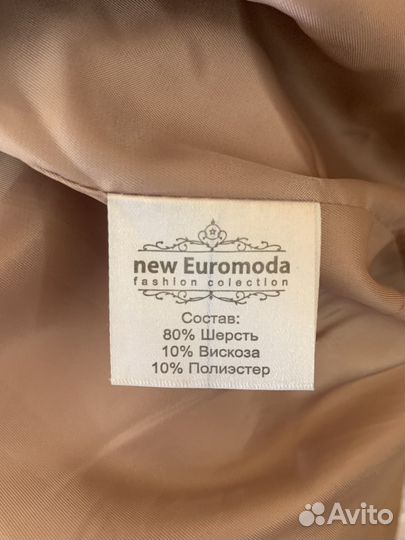 new Euromoda
fashion colection
Состав:
80% Шерсть
10% Вискоза
10% Полиэстер
Avito